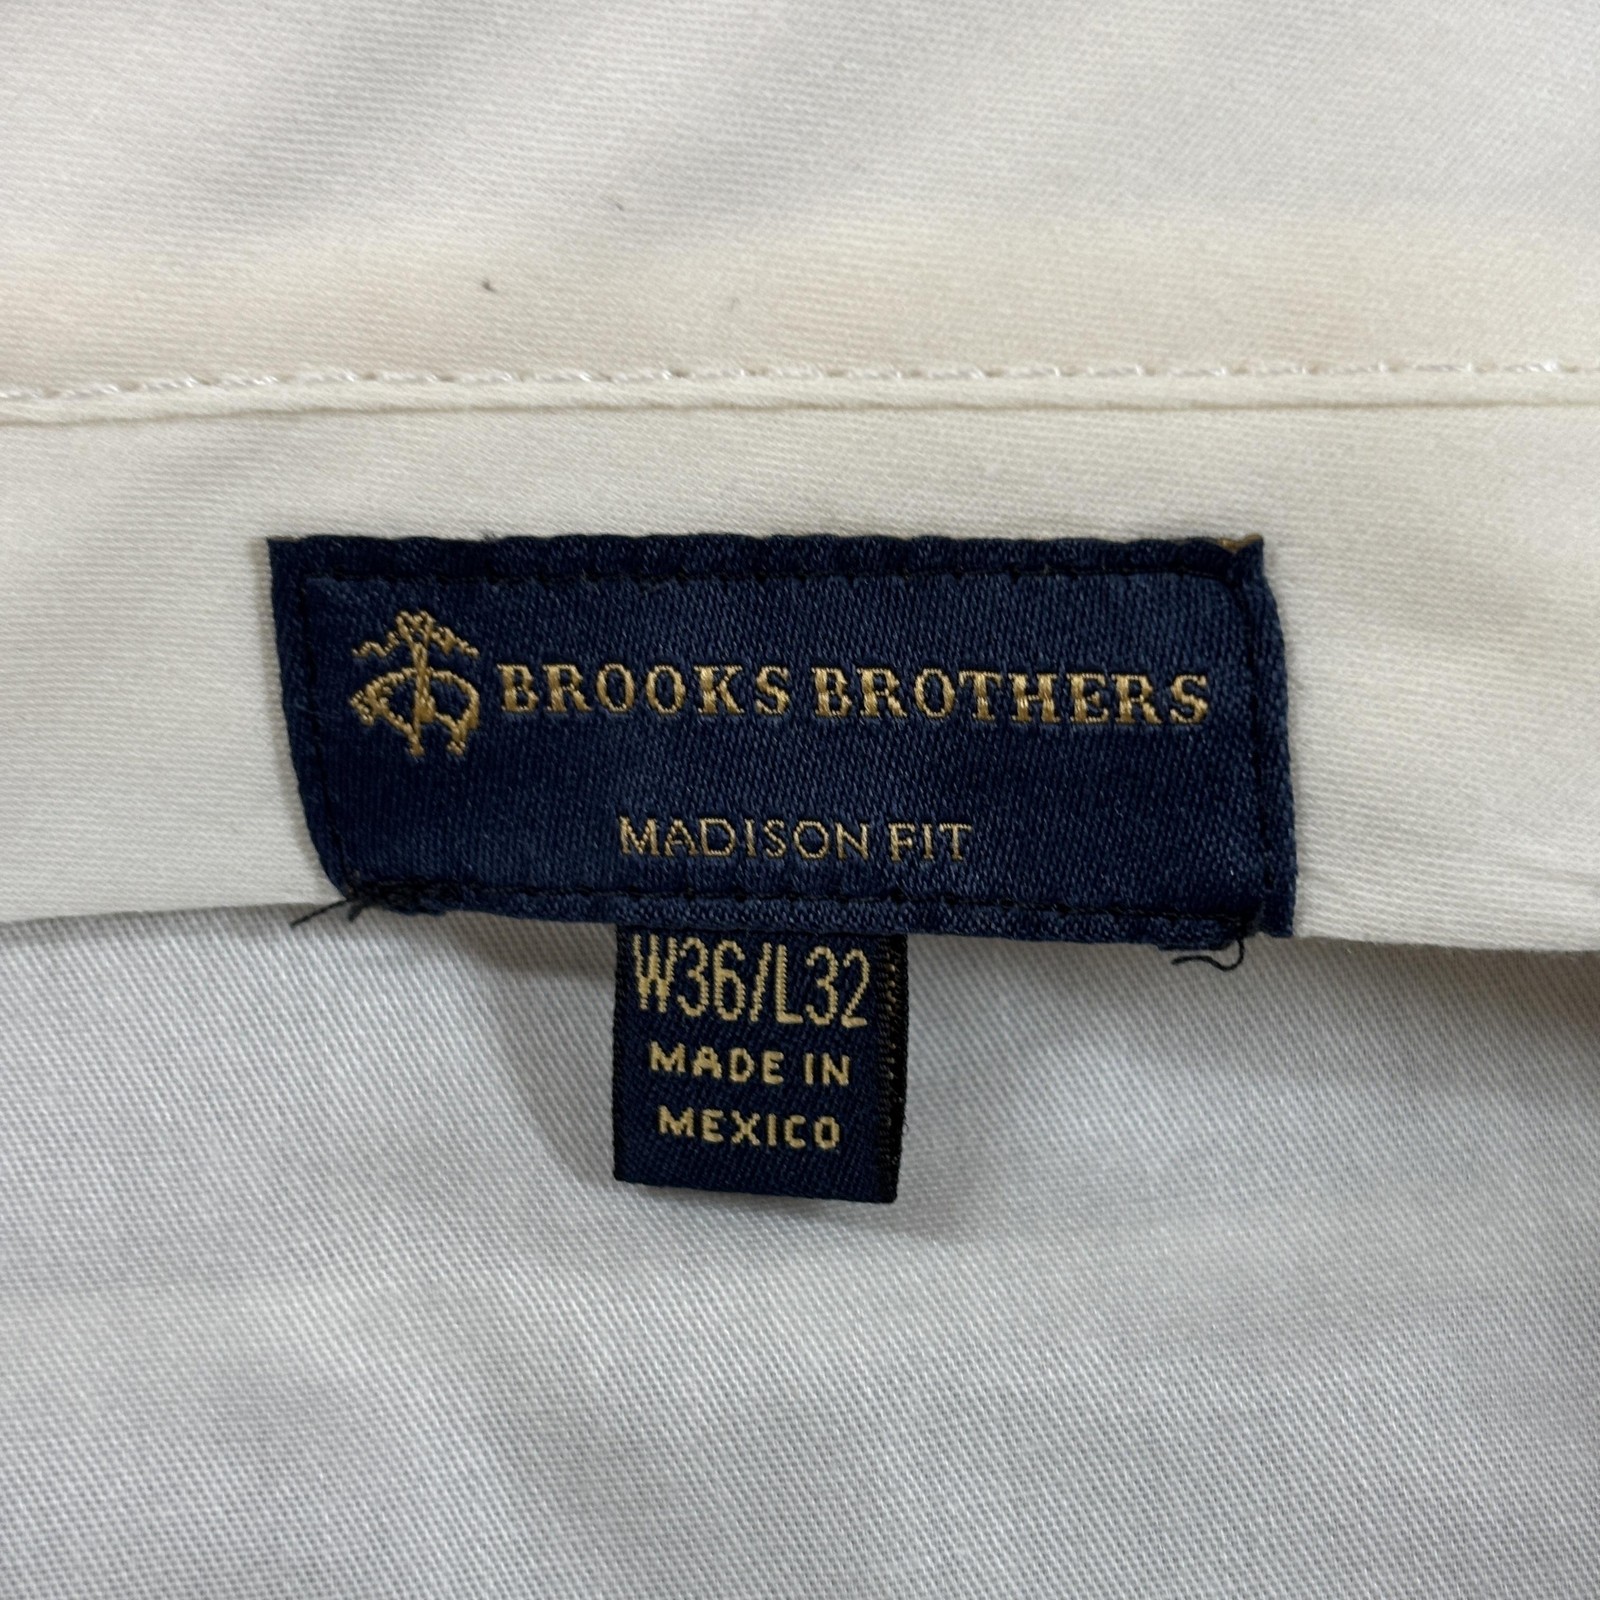 BROOKS BROTHERS
MADISON FIT
W36/L32
MADE IN
MEXICO